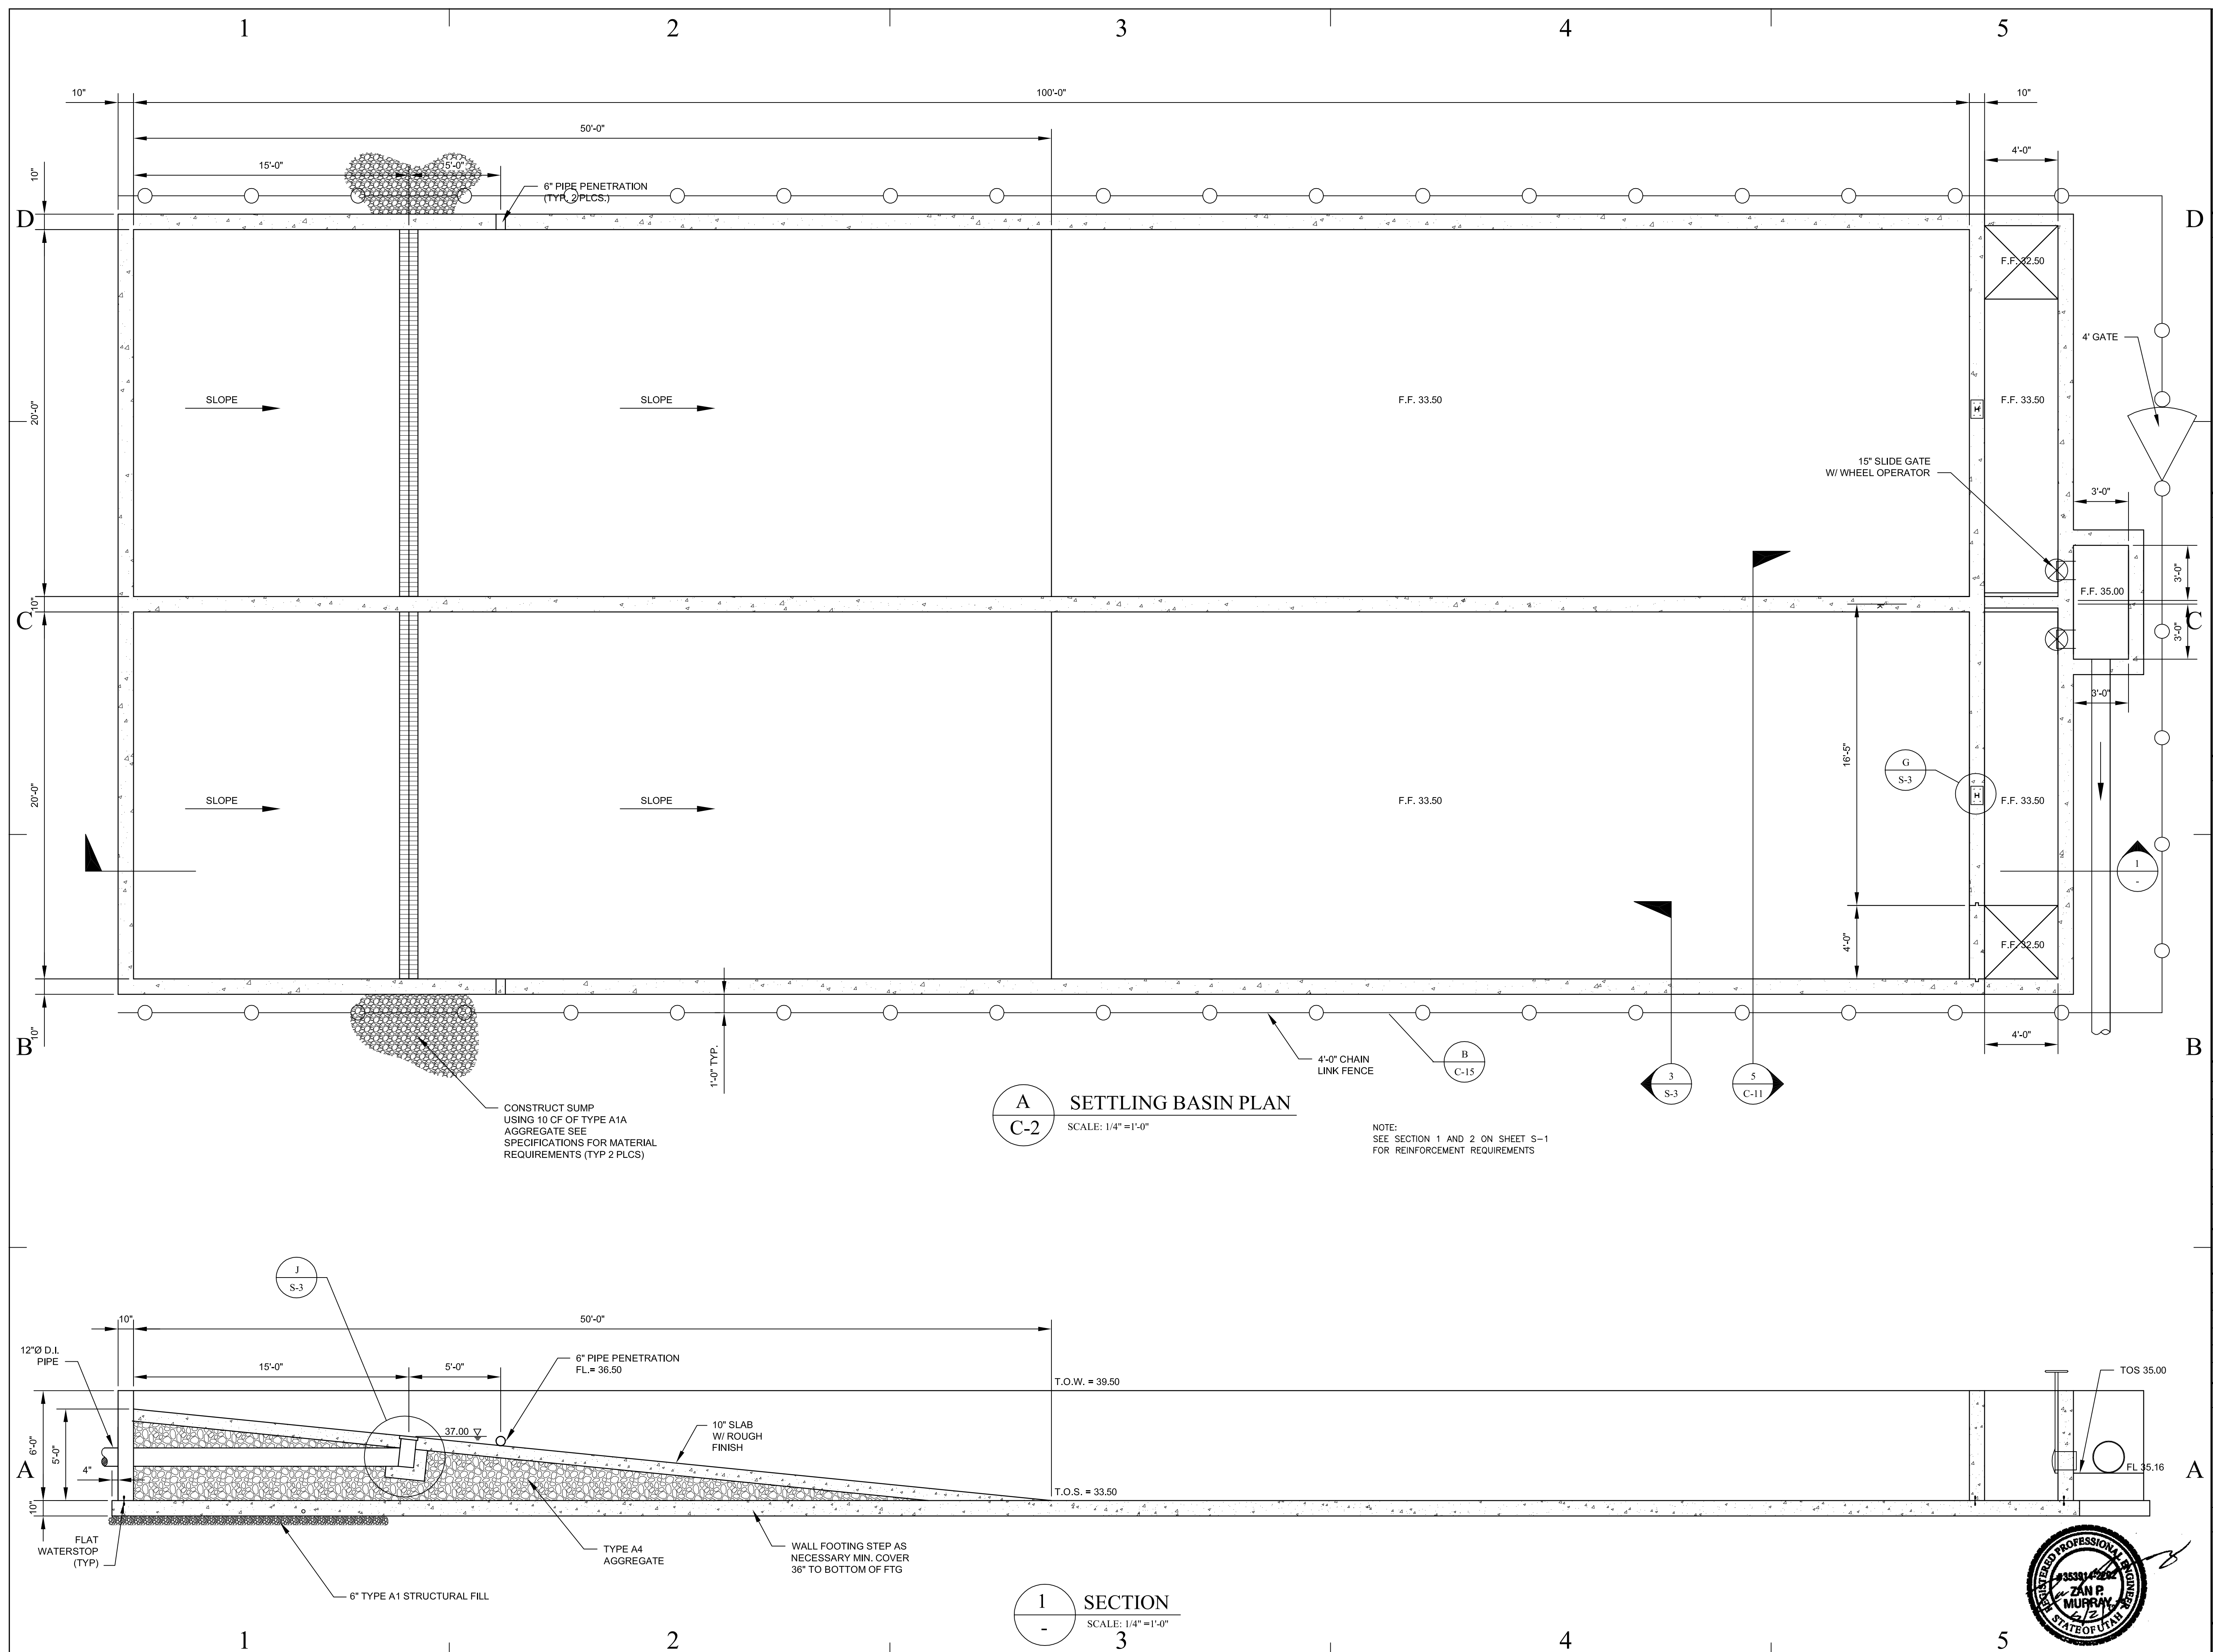 1 2 3 4 5
10" 100'-0" 10"
50'-0"
15'-0" 5'-0" 4'-0"
10"
6" PIPE PENETRATION
(TYP. 2 PLCS.)
D D
F.F. 32.50
4' GATE
20'-0"
SLOPE SLOPE F.F. 33.50 H F.F. 33.50
15" SLIDE GATE
W/ WHEEL OPERATOR
3'-0"
3'-0"
10"
F.F. 35.00
C C
3'-0"
3'-0"
16'-5"
G
S-3
20'-0"
SLOPE SLOPE F.F. 33.50 H F.F. 33.50
1
-
4'-0"
F.F. 32.50
10"
B B
1'-0" TYP.
4'-0"
4'-0" CHAIN
LINK FENCE
B
C-15
3
S-3
5
C-11
CONSTRUCT SUMP
USING 10 CF OF TYPE A1A
AGGREGATE SEE
SPECIFICATIONS FOR MATERIAL
REQUIREMENTS (TYP 2 PLCS)
A
C-2
SETTLING BASIN PLAN
SCALE: 1/4" =1'-0"
NOTE:
SEE SECTION 1 AND 2 ON SHEET S-1
FOR REINFORCEMENT REQUIREMENTS
J
S-3
10" 50'-0"
12"Ø D.I.
PIPE
15'-0" 5'-0"
6" PIPE PENETRATION
FL.= 36.50
T.O.W. = 39.50
TOS 35.00
37.00
10" SLAB
W/ ROUGH
FINISH
6'-0"
5'-0"
4"
A A
FL 35.16
T.O.S. = 33.50
10"
FLAT
WATERSTOP
(TYP)
TYPE A4
AGGREGATE
WALL FOOTING STEP AS
NECESSARY MIN. COVER
36" TO BOTTOM OF FTG
6" TYPE A1 STRUCTURAL FILL
1
-
SECTION
SCALE: 1/4" =1'-0"
REGISTERED PROFESSIONAL ENGINEER
ZAN P.
MURRAY
STATE OF UTAH
1 2 3 4 5